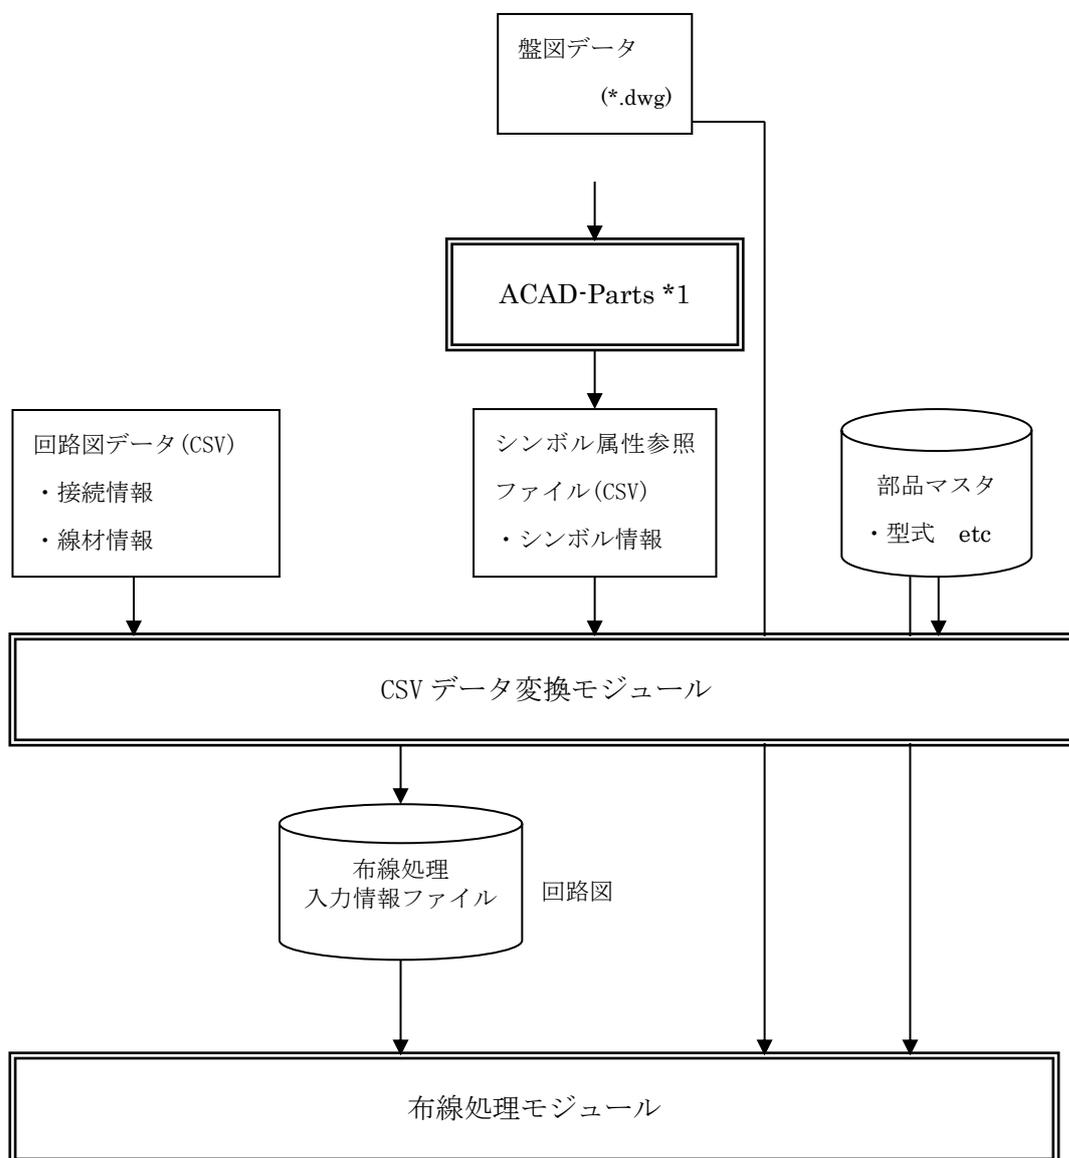 盤図データ
(*.dwg)
ACAD-Parts *1
回路図データ(CSV)
・接続情報
・線材情報
シンボル属性参照
ファイル(CSV)
・シンボル情報
部品マスタ
・型式　etc
CSV データ変換モジュール
布線処理
入力情報ファイル
回路図
布線処理モジュール